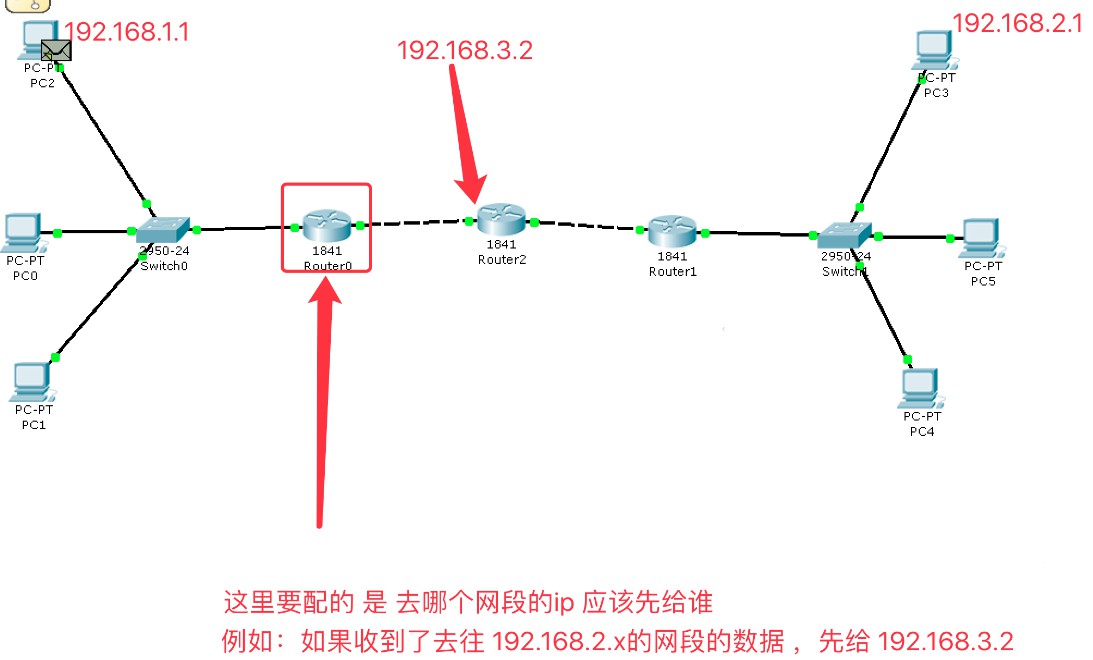 192.168.1.1
192.168.2.1
192.168.3.2
PC-PT
PC2
PC-PT
PC3
PC-PT
PC0
2950-24
Switch0
1841
Router0
1841
Router2
1841
Router1
2950-24
Switch1
PC-PT
PC5
PC-PT
PC1
PC-PT
PC4
这里要配的 是 去哪个网段的ip 应该先给谁
例如：如果收到了去往 192.168.2.x的网段的数据 ，先给 192.168.3.2